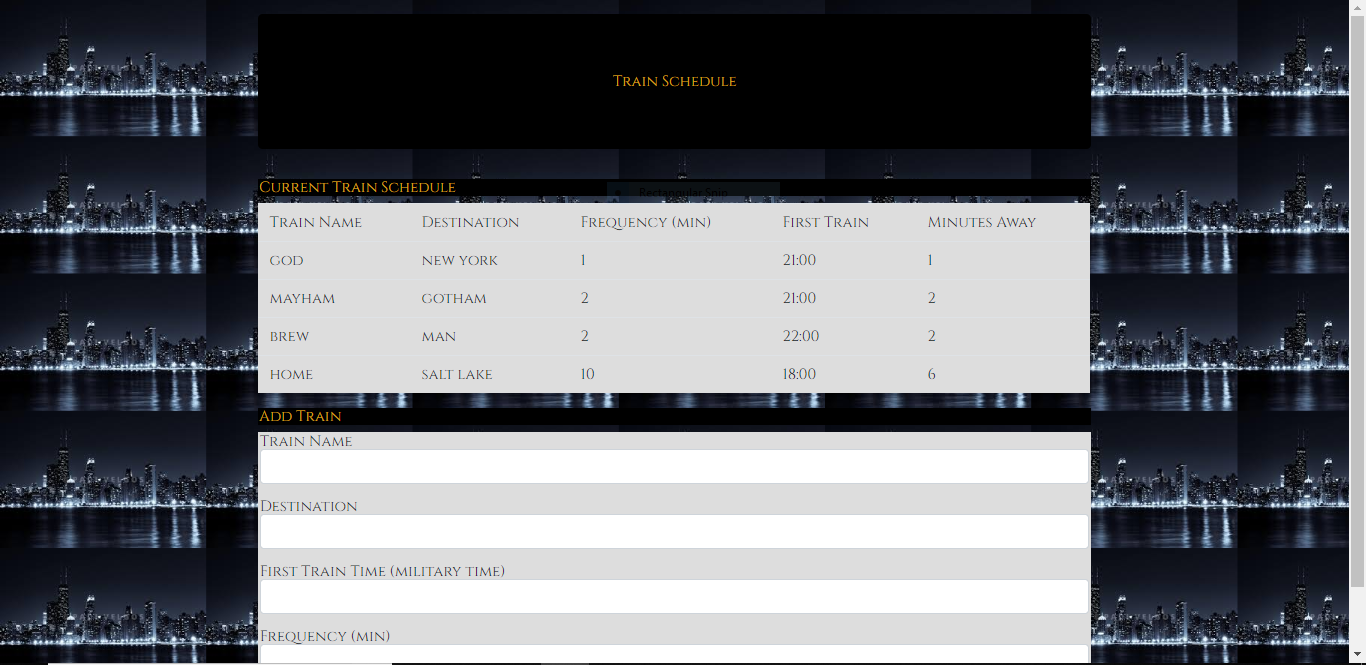 Train Schedule
Current Train Schedule
Rectangular Snip
Train Name Destination Frequency (min) First Train Minutes Away
god new york 1 21:00 1
mayham gotham 2 21:00 2
brew man 2 22:00 2
home salt lake 10 18:00 6
Add Train
Train Name
Destination
First Train Time (military time)
Frequency (min)